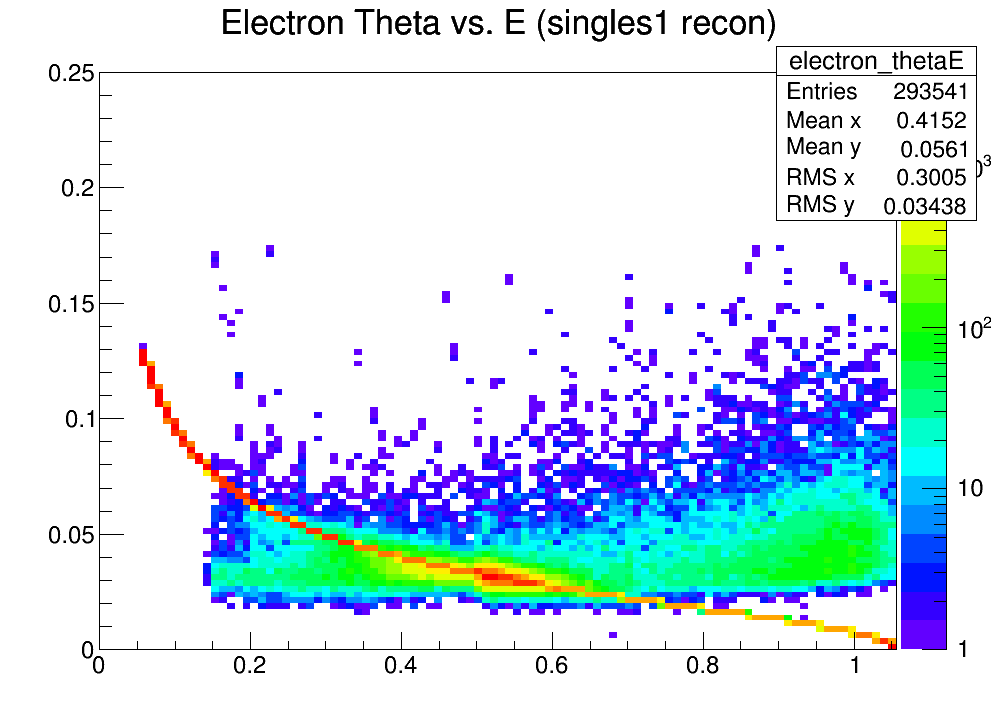 Electron Theta vs. E (singles1 recon)
electron_thetaE
Entries 293541
Mean x 0.4152
Mean y 0.0561
RMS x 0.3005
RMS y 0.03438
0.25
0.2
0.15
0.1
0.05
0
0 0.2 0.4 0.6 0.8 1
10²
10
1